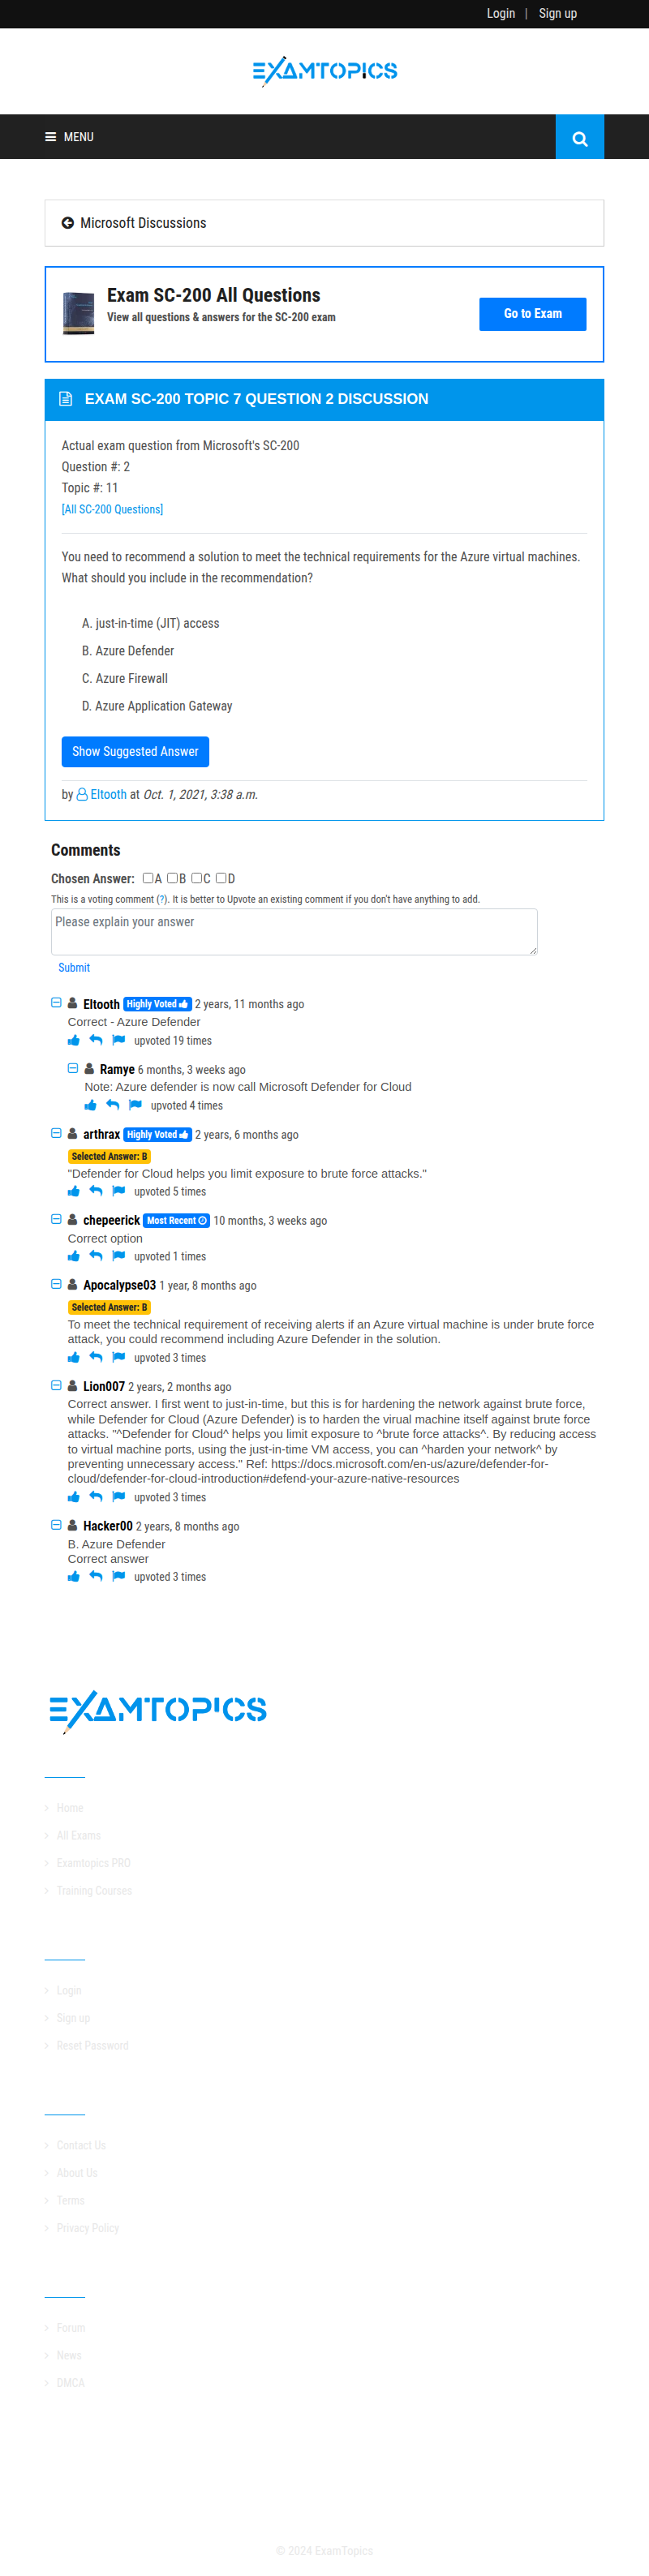 Login | Sign up
EXAMTOPICS
MENU
Microsoft Discussions
Exam SC-200 All Questions
View all questions & answers for the SC-200 exam
Go to Exam
EXAM SC-200 TOPIC 7 QUESTION 2 DISCUSSION
Actual exam question from Microsoft's SC-200
Question #: 2
Topic #: 11
[All SC-200 Questions]
You need to recommend a solution to meet the technical requirements for the Azure virtual machines.
What should you include in the recommendation?
A. just-in-time (JIT) access
B. Azure Defender
C. Azure Firewall
D. Azure Application Gateway
Show Suggested Answer
by Eltooth at Oct. 1, 2021, 3:38 a.m.
Comments
Chosen Answer: A B C D
This is a voting comment (?). It is better to Upvote an existing comment if you don't have anything to add.
Please explain your answer
Submit
Eltooth Highly Voted 2 years, 11 months ago
Correct - Azure Defender
upvoted 19 times
Ramye 6 months, 3 weeks ago
Note: Azure defender is now call Microsoft Defender for Cloud
upvoted 4 times
arthrax Highly Voted 2 years, 6 months ago
Selected Answer: B
"Defender for Cloud helps you limit exposure to brute force attacks."
upvoted 5 times
chepeerick Most Recent 10 months, 3 weeks ago
Correct option
upvoted 1 times
Apocalypse03 1 year, 8 months ago
Selected Answer: B
To meet the technical requirement of receiving alerts if an Azure virtual machine is under brute force
attack, you could recommend including Azure Defender in the solution.
upvoted 3 times
Lion007 2 years, 2 months ago
Correct answer. I first went to just-in-time, but this is for hardening the network against brute force,
while Defender for Cloud (Azure Defender) is to harden the virual machine itself against brute force
attacks. "^Defender for Cloud^ helps you limit exposure to ^brute force attacks^. By reducing access
to virtual machine ports, using the just-in-time VM access, you can ^harden your network^ by
preventing unnecessary access." Ref: https://docs.microsoft.com/en-us/azure/defender-for-
cloud/defender-for-cloud-introduction#defend-your-azure-native-resources
upvoted 3 times
Hacker00 2 years, 8 months ago
B. Azure Defender
Correct answer
upvoted 3 times
EXAMTOPICS
Home
All Exams
Examtopics PRO
Training Courses
Login
Sign up
Reset Password
Contact Us
About Us
Terms
Privacy Policy
Forum
News
DMCA
© 2024 ExamTopics